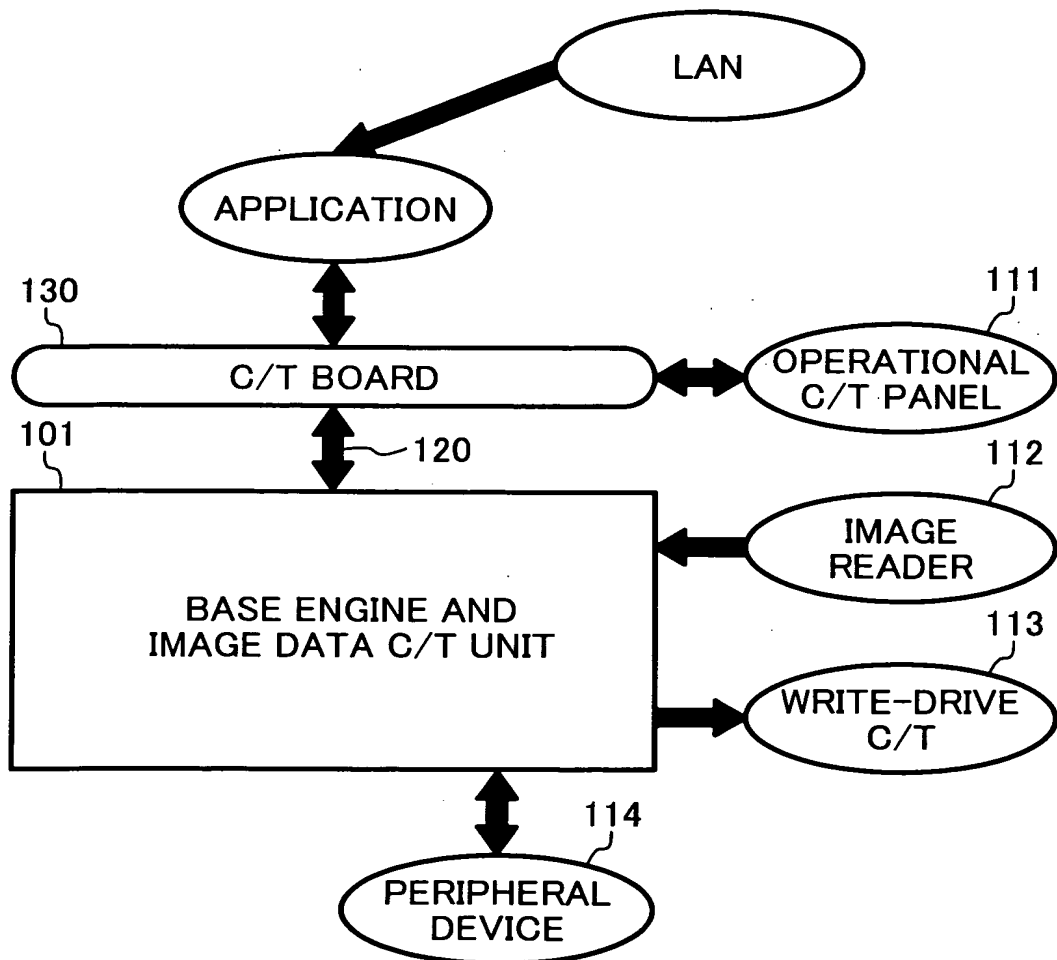 LAN
APPLICATION
130
C/T BOARD
111
OPERATIONAL
C/T PANEL
101
120
112
IMAGE
READER
BASE ENGINE AND
IMAGE DATA C/T UNIT
113
WRITE-DRIVE
C/T
114
PERIPHERAL
DEVICE